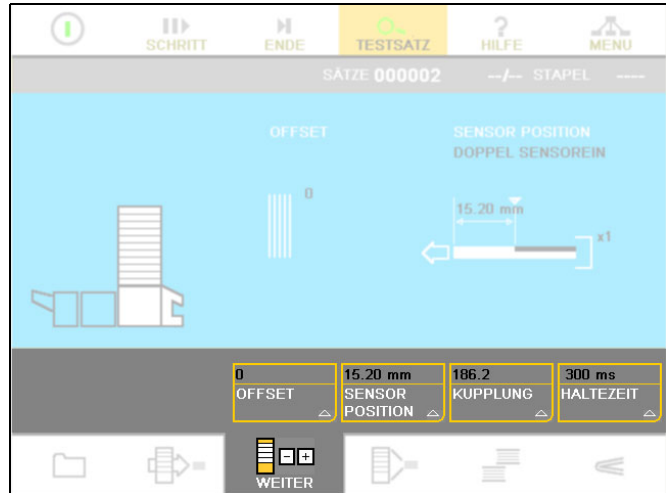 SCHRITT
ENDE
TESTSATZ
?
HILFE
MENU
SÄTZE 000002 --/-- STAPEL ----
OFFSET
SENSOR POSITION
DOPPEL SENSOREIN
0
15.20 mm
x1
0
OFFSET
15.20 mm
SENSOR
POSITION
186.2
KUPPLUNG
300 ms
HALTEZEIT
WEITER